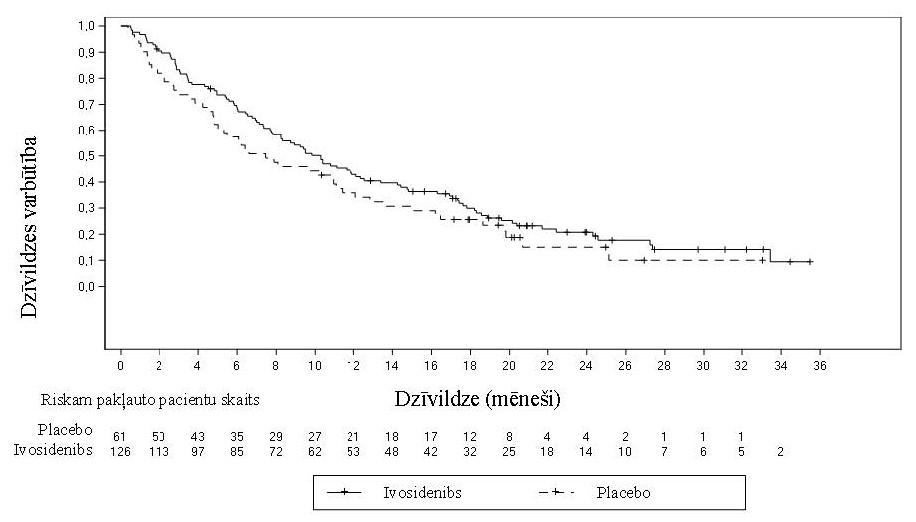 1,0
0,9
0,8
0,7
0,6
0,5
0,4
0,3
0,2
0,1
0,0
Dzīvildzes varbūtība
0 2 4 6 8 10 12 14 16 18 20 22 24 26 28 30 32 34 36
Dzīvildze (mēneši)
Riskam pakļauto pacientu skaits
Placebo 61 50 43 35 29 27 21 18 17 12 8 4 4 2 1 1 1
Ivosidenibs 126 113 97 85 72 62 53 48 42 32 25 18 14 10 7 6 5 2
Ivosidenibs Placebo